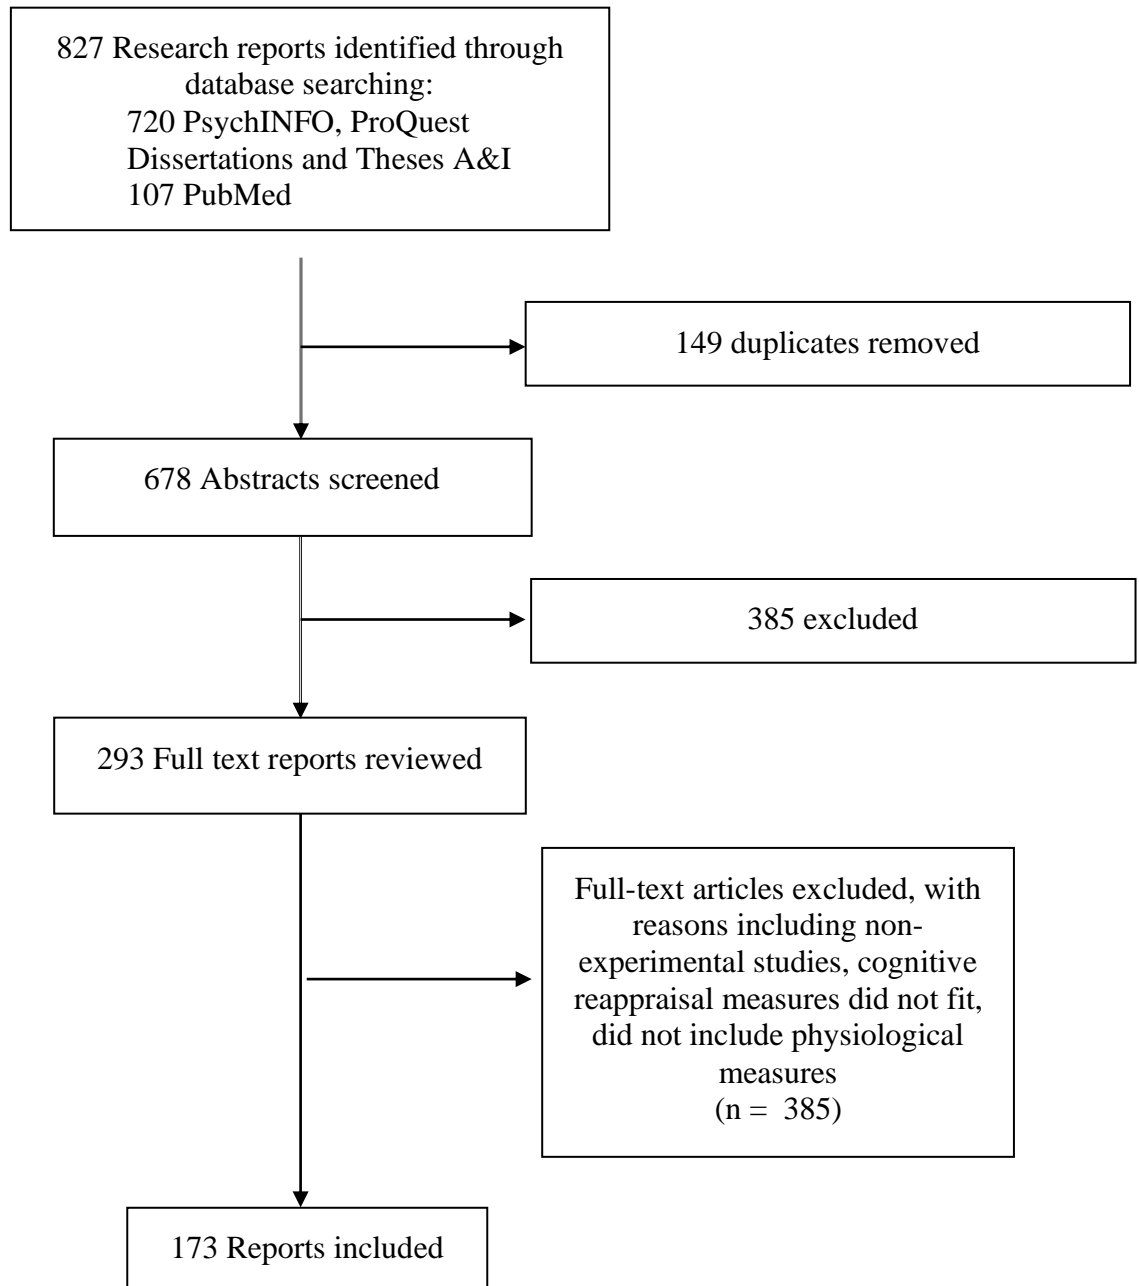 827 Research reports identified through
database searching:
720 PsychINFO, ProQuest
Dissertations and Theses A&I
107 PubMed
149 duplicates removed
678 Abstracts screened
385 excluded
293 Full text reports reviewed
Full-text articles excluded, with
reasons including non-
experimental studies, cognitive
reappraisal measures did not fit,
did not include physiological
measures
(n =  385)
173 Reports included